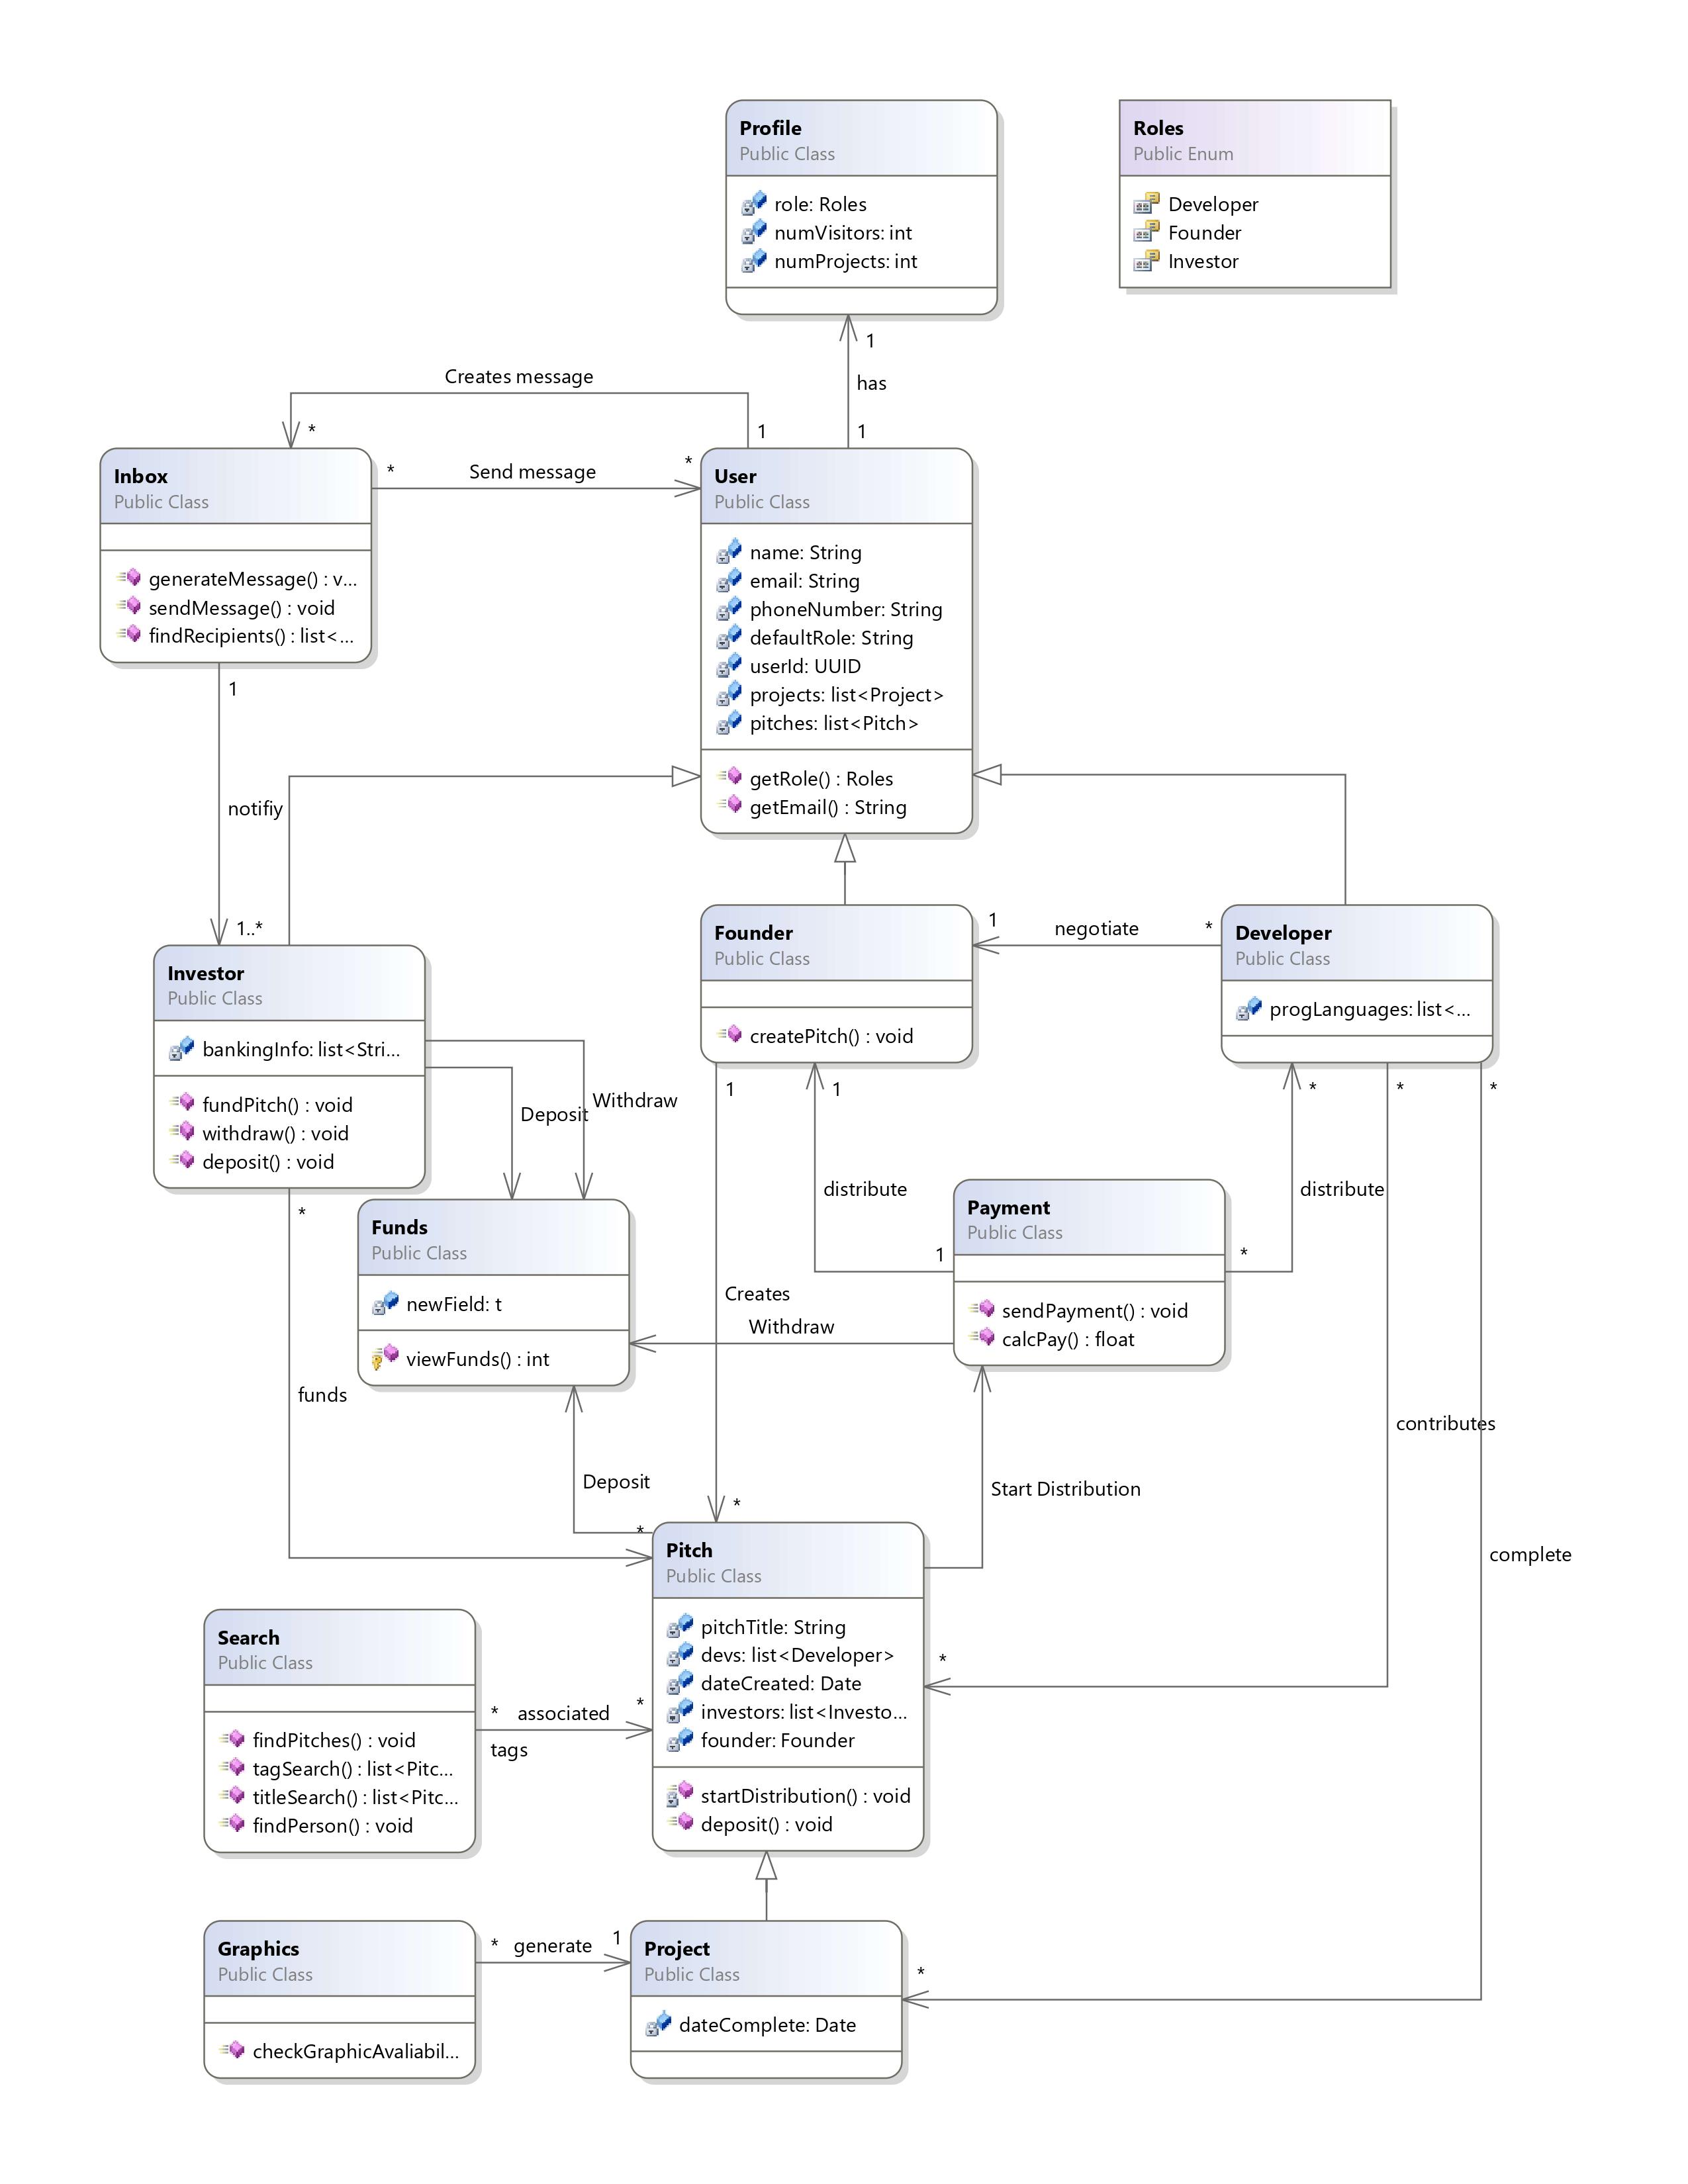 Profile
Public Class
role: Roles
numVisitors: int
numProjects: int
Roles
Public Enum
Developer
Founder
Investor
1
has
1
Creates message
*
1
Inbox
Public Class
generateMessage() : v...
sendMessage() : void
findRecipients() : list<...
*
Send message
*
User
Public Class
name: String
email: String
phoneNumber: String
defaultRole: String
userId: UUID
projects: list<Project>
pitches: list<Pitch>
getRole() : Roles
getEmail() : String
1
notifiy
1..*
Investor
Public Class
bankingInfo: list<Stri...
fundPitch() : void
withdraw() : void
deposit() : void
Founder
Public Class
createPitch() : void
1
negotiate
*
Developer
Public Class
progLanguages: list<...
Deposit
Withdraw
1
1
*
*
*
distribute
distribute
*
Funds
Public Class
newField: t
viewFunds() : int
Payment
Public Class
sendPayment() : void
calcPay() : float
1
*
Creates
Withdraw
funds
contributes
Deposit
Start Distribution
*
*
complete
Pitch
Public Class
pitchTitle: String
devs: list<Developer>
dateCreated: Date
investors: list<Investo...
founder: Founder
startDistribution() : void
deposit() : void
*
Search
Public Class
findPitches() : void
tagSearch() : list<Pitc...
titleSearch() : list<Pitc...
findPerson() : void
*
associated
*
tags
Graphics
Public Class
checkGraphicAvaliabil...
*
generate
1
Project
Public Class
dateComplete: Date
*